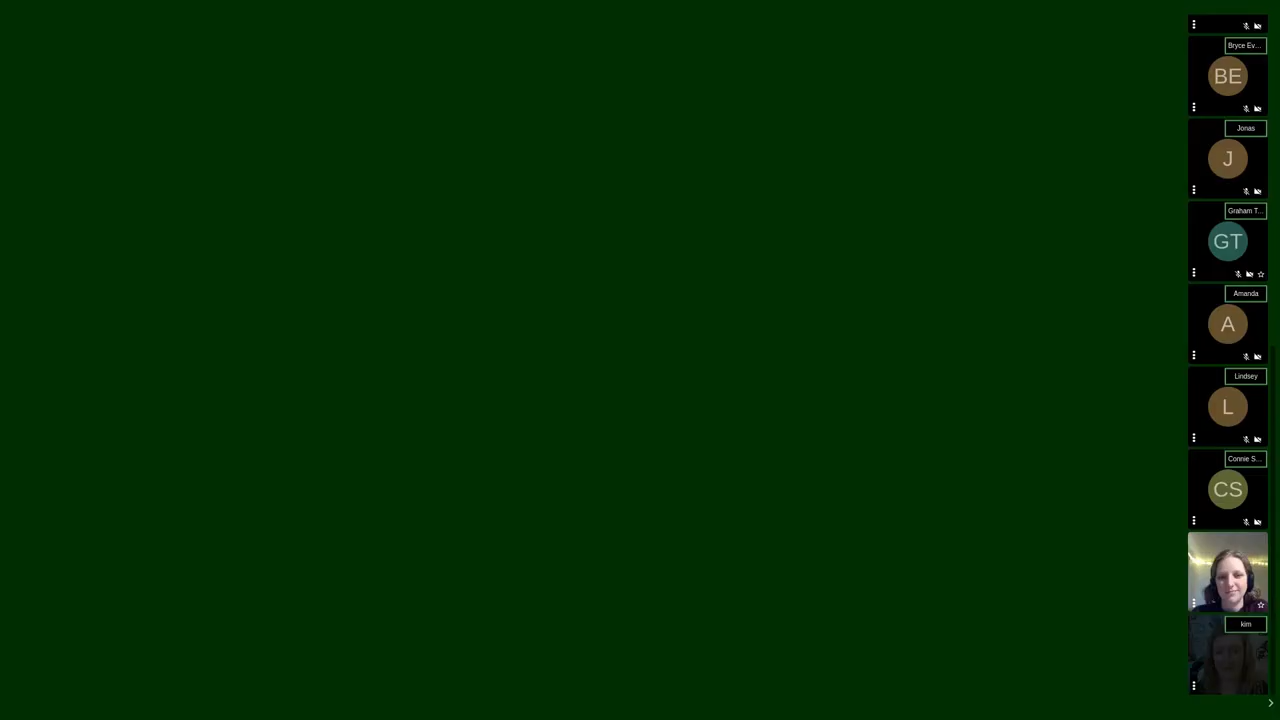 Bryce Ev...
BE
Jonas
J
Graham T...
GT
Amanda
A
Lindsey
L
Connie S...
CS
kim